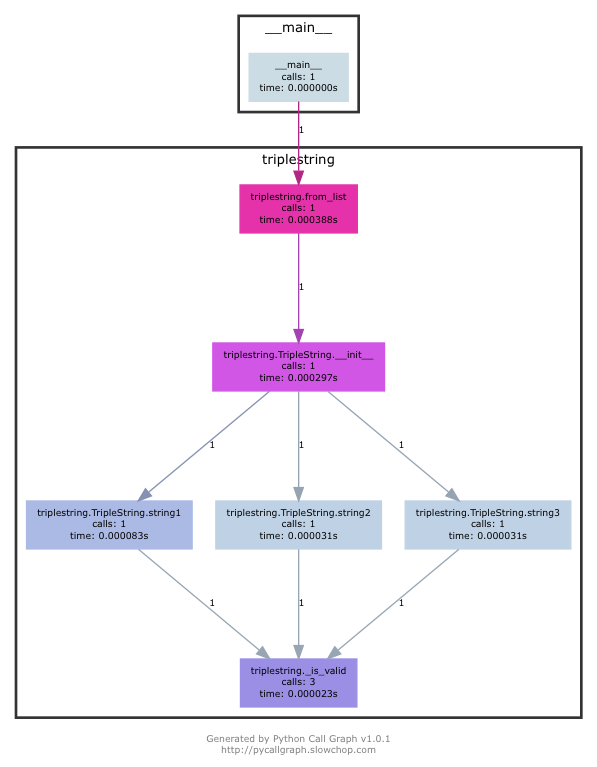 __main__
__main__
calls: 1
time: 0.000000s
1
triplestring
triplestring.from_list
calls: 1
time: 0.000388s
1
triplestring.TripleString.__init__
calls: 1
time: 0.000297s
1
1
1
triplestring.TripleString.string1
calls: 1
time: 0.000083s
triplestring.TripleString.string2
calls: 1
time: 0.000031s
triplestring.TripleString.string3
calls: 1
time: 0.000031s
1
1
1
triplestring._is_valid
calls: 3
time: 0.000023s
Generated by Python Call Graph v1.0.1
http://pycallgraph.slowchop.com